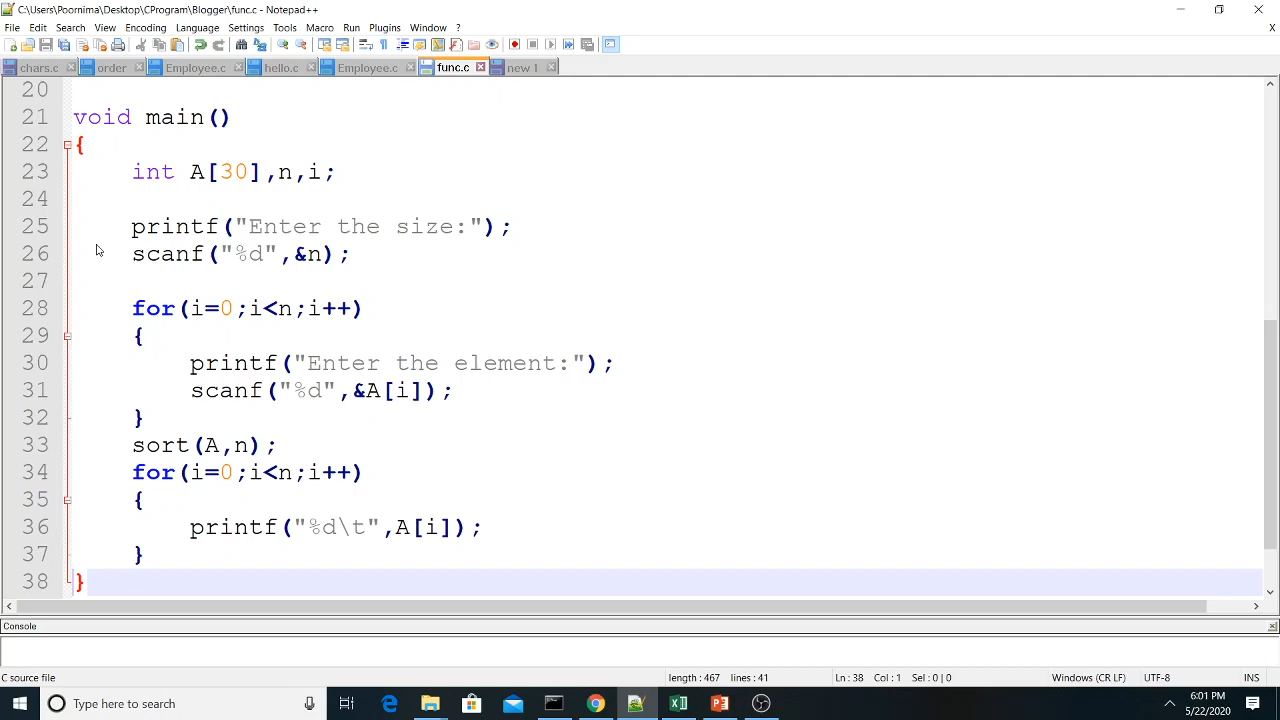 C:\Users\Poornima\Desktop\CProgram\Blogger\func.c - Notepad++
File Edit Search View Encoding Language Settings Tools Macro Run Plugins Window ?
X
chars.c order Employee.c hello.c Employee.c func.c new 1
20
21 void main()
22 {
23 int A[30],n,i;
24
25 printf("Enter the size:");
26 scanf("%d",&n);
27
28 for(i=0;i<n;i++)
29 {
30 printf("Enter the element:");
31 scanf("%d",&A[i]);
32 }
33 sort(A,n);
34 for(i=0;i<n;i++)
35 {
36 printf("%d\t",A[i]);
37 }
38 }
Console
C source file length : 467 lines : 41 Ln : 38 Col : 1 Sel : 0 | 0 Windows (CR LF) UTF-8 INS
Type here to search
6:01 PM
5/22/2020